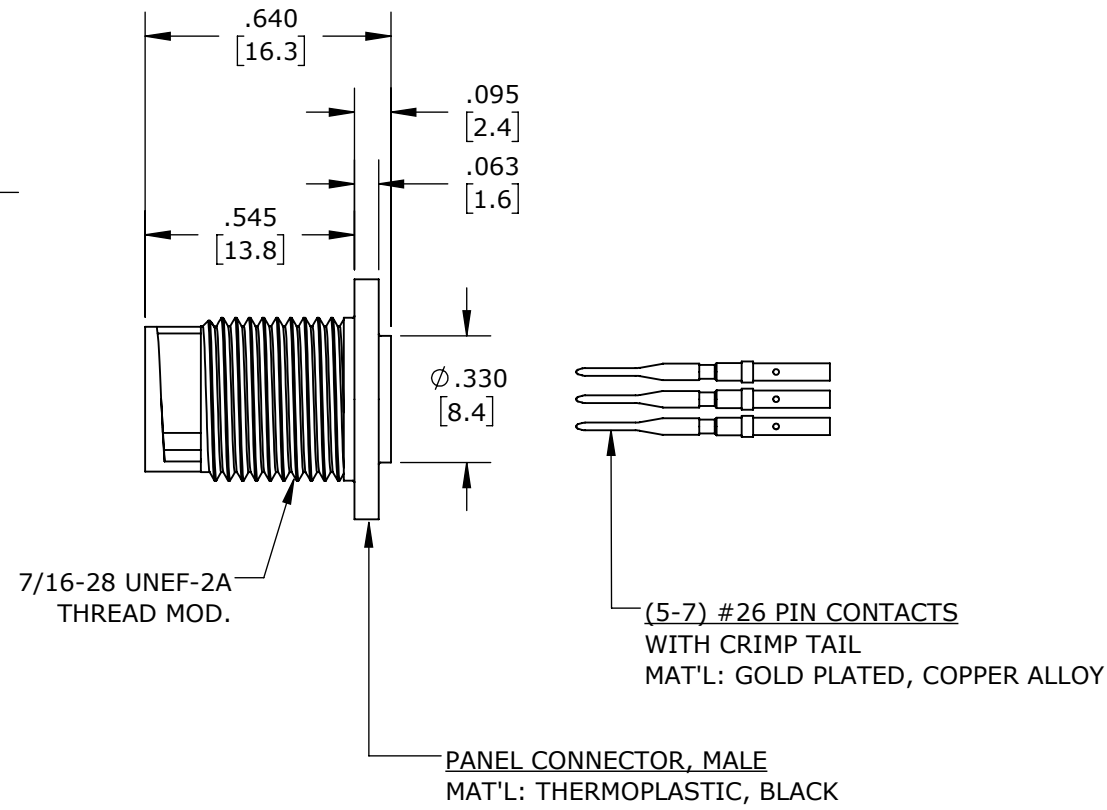 .640
[16.3]
.095
[2.4]
.063
[1.6]
.545
[13.8]
Ø.330
[8.4]
7/16-28 UNEF-2A
THREAD MOD.
(5-7) #26 PIN CONTACTS
WITH CRIMP TAIL
MAT'L: GOLD PLATED, COPPER ALLOY
PANEL CONNECTOR, MALE
MAT'L: THERMOPLASTIC, BLACK